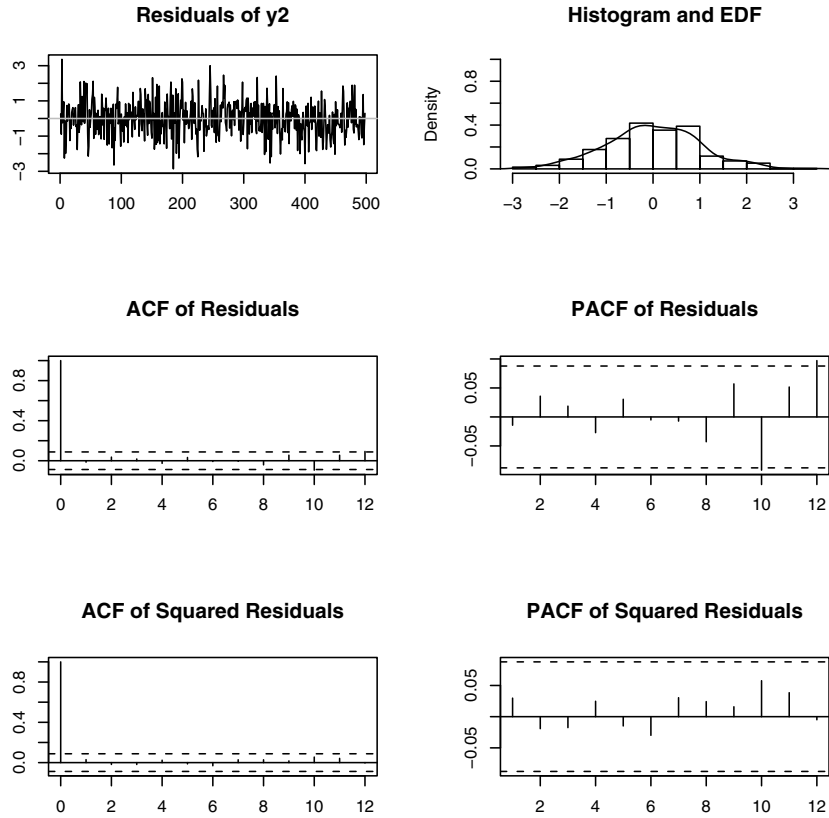 Residuals of y2
3
1
−1
−3
0 100 200 300 400 500
Histogram and EDF
Density
0.8
0.4
0.0
−3 −2 −1 0 1 2 3
ACF of Residuals
0.8
0.4
0.0
0 2 4 6 8 10 12
PACF of Residuals
0.05
−0.05
2 4 6 8 10 12
ACF of Squared Residuals
0.8
0.4
0.0
0 2 4 6 8 10 12
PACF of Squared Residuals
0.05
−0.05
2 4 6 8 10 12